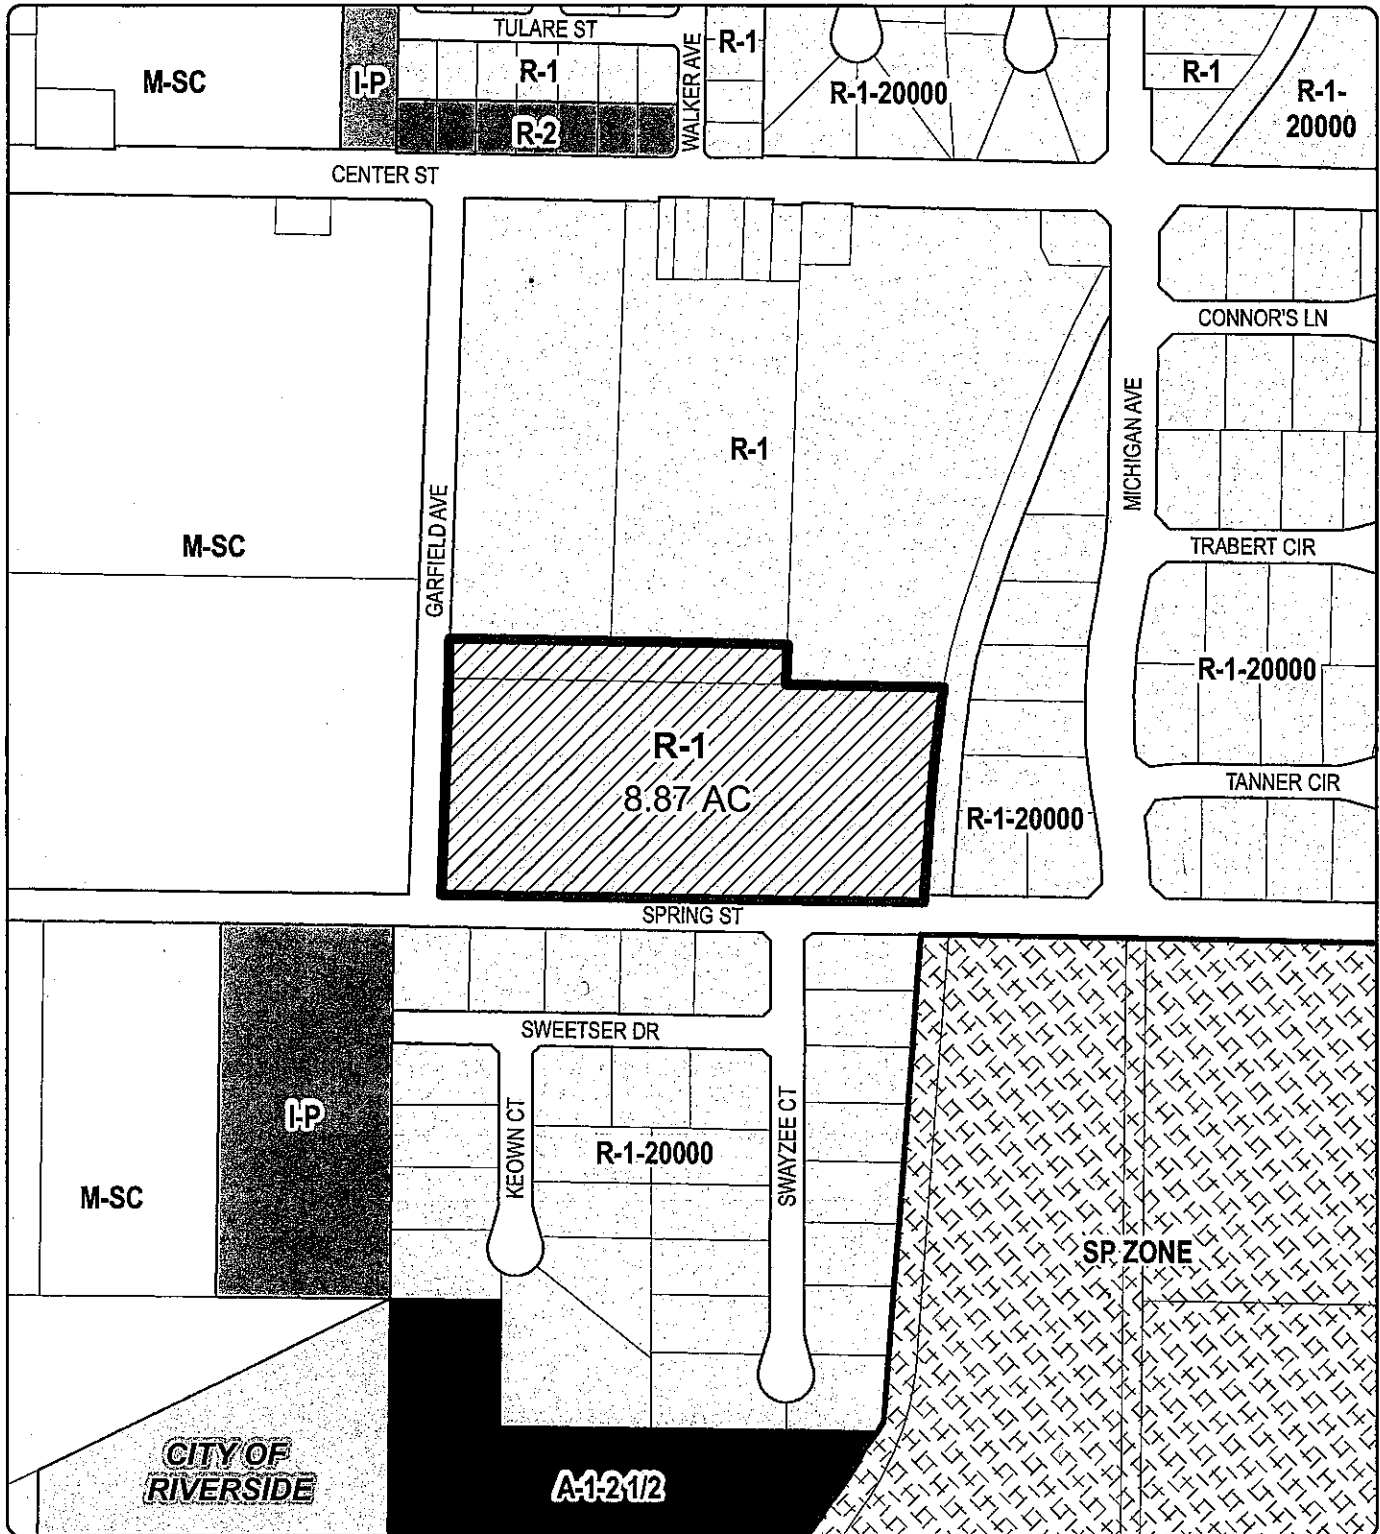 TULARE ST
WALKER AVE
R-1
M-SC
I-P
R-1
R-1-20000
R-1
R-1-
20000
R-2
CENTER ST
CONNOR'S LN
MICHIGAN AVE
R-1
GARFIELD AVE
M-SC
TRABERT CIR
R-1-20000
R-1
8.87 AC
TANNER CIR
R-1-20000
SPRING ST
SWEETSER DR
KEOWN CT
SWAYZEE CT
I-P
R-1-20000
M-SC
SP ZONE
CITY OF
RIVERSIDE
A-1-2 1/2